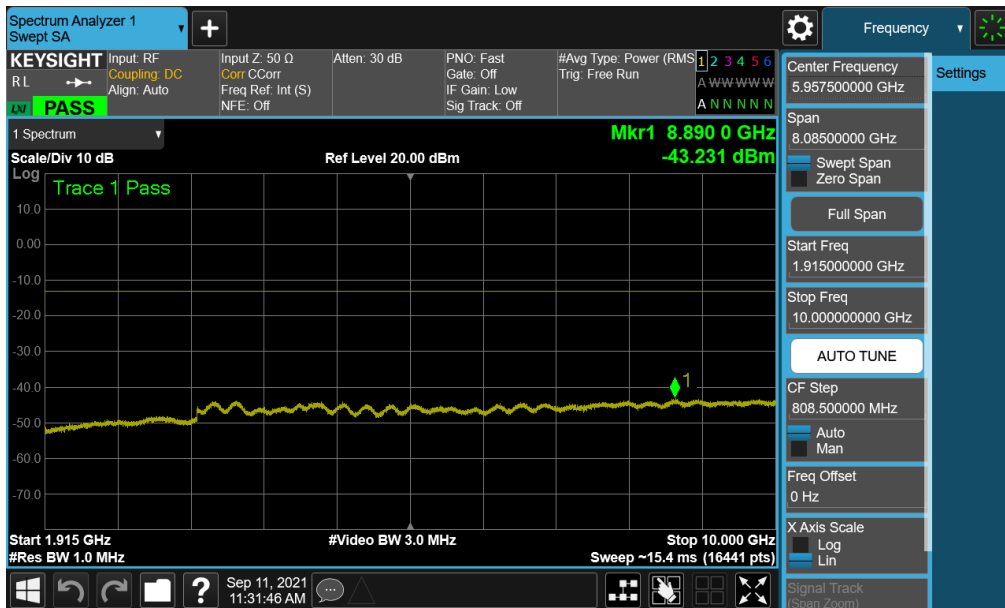 Spectrum Analyzer 1
Swept SA
+
Frequency
KEYSIGHT
R L
LXI PASS
Input: RF
Coupling: DC
Align: Auto
Input Z: 50 Ω
Corr CCorr
Freq Ref: Int (S)
NFE: Off
Atten: 30 dB
PNO: Fast
Gate: Off
IF Gain: Low
Sig Track: Off
#Avg Type: Power (RMS
Trig: Free Run
1 2 3 4 5 6
A W W W W W
A N N N N N
1 Spectrum
Scale/Div 10 dB
Ref Level 20.00 dBm
Mkr1 8.890 0 GHz
-43.231 dBm
Log
Trace 1 Pass
10.0
0.00
-10.0
-20.0
-30.0
-40.0
-50.0
-60.0
-70.0
1
Start 1.915 GHz
#Res BW 1.0 MHz
#Video BW 3.0 MHz
Stop 10.000 GHz
Sweep ~15.4 ms (16441 pts)
Center Frequency
5.957500000 GHz
Span
8.08500000 GHz
Swept Span
Zero Span
Full Span
Start Freq
1.915000000 GHz
Stop Freq
10.000000000 GHz
AUTO TUNE
CF Step
808.500000 MHz
Auto
Man
Freq Offset
0 Hz
X Axis Scale
Log
Lin
Signal Track
(Span Zoom)
Settings
?
Sep 11, 2021
11:31:46 AM